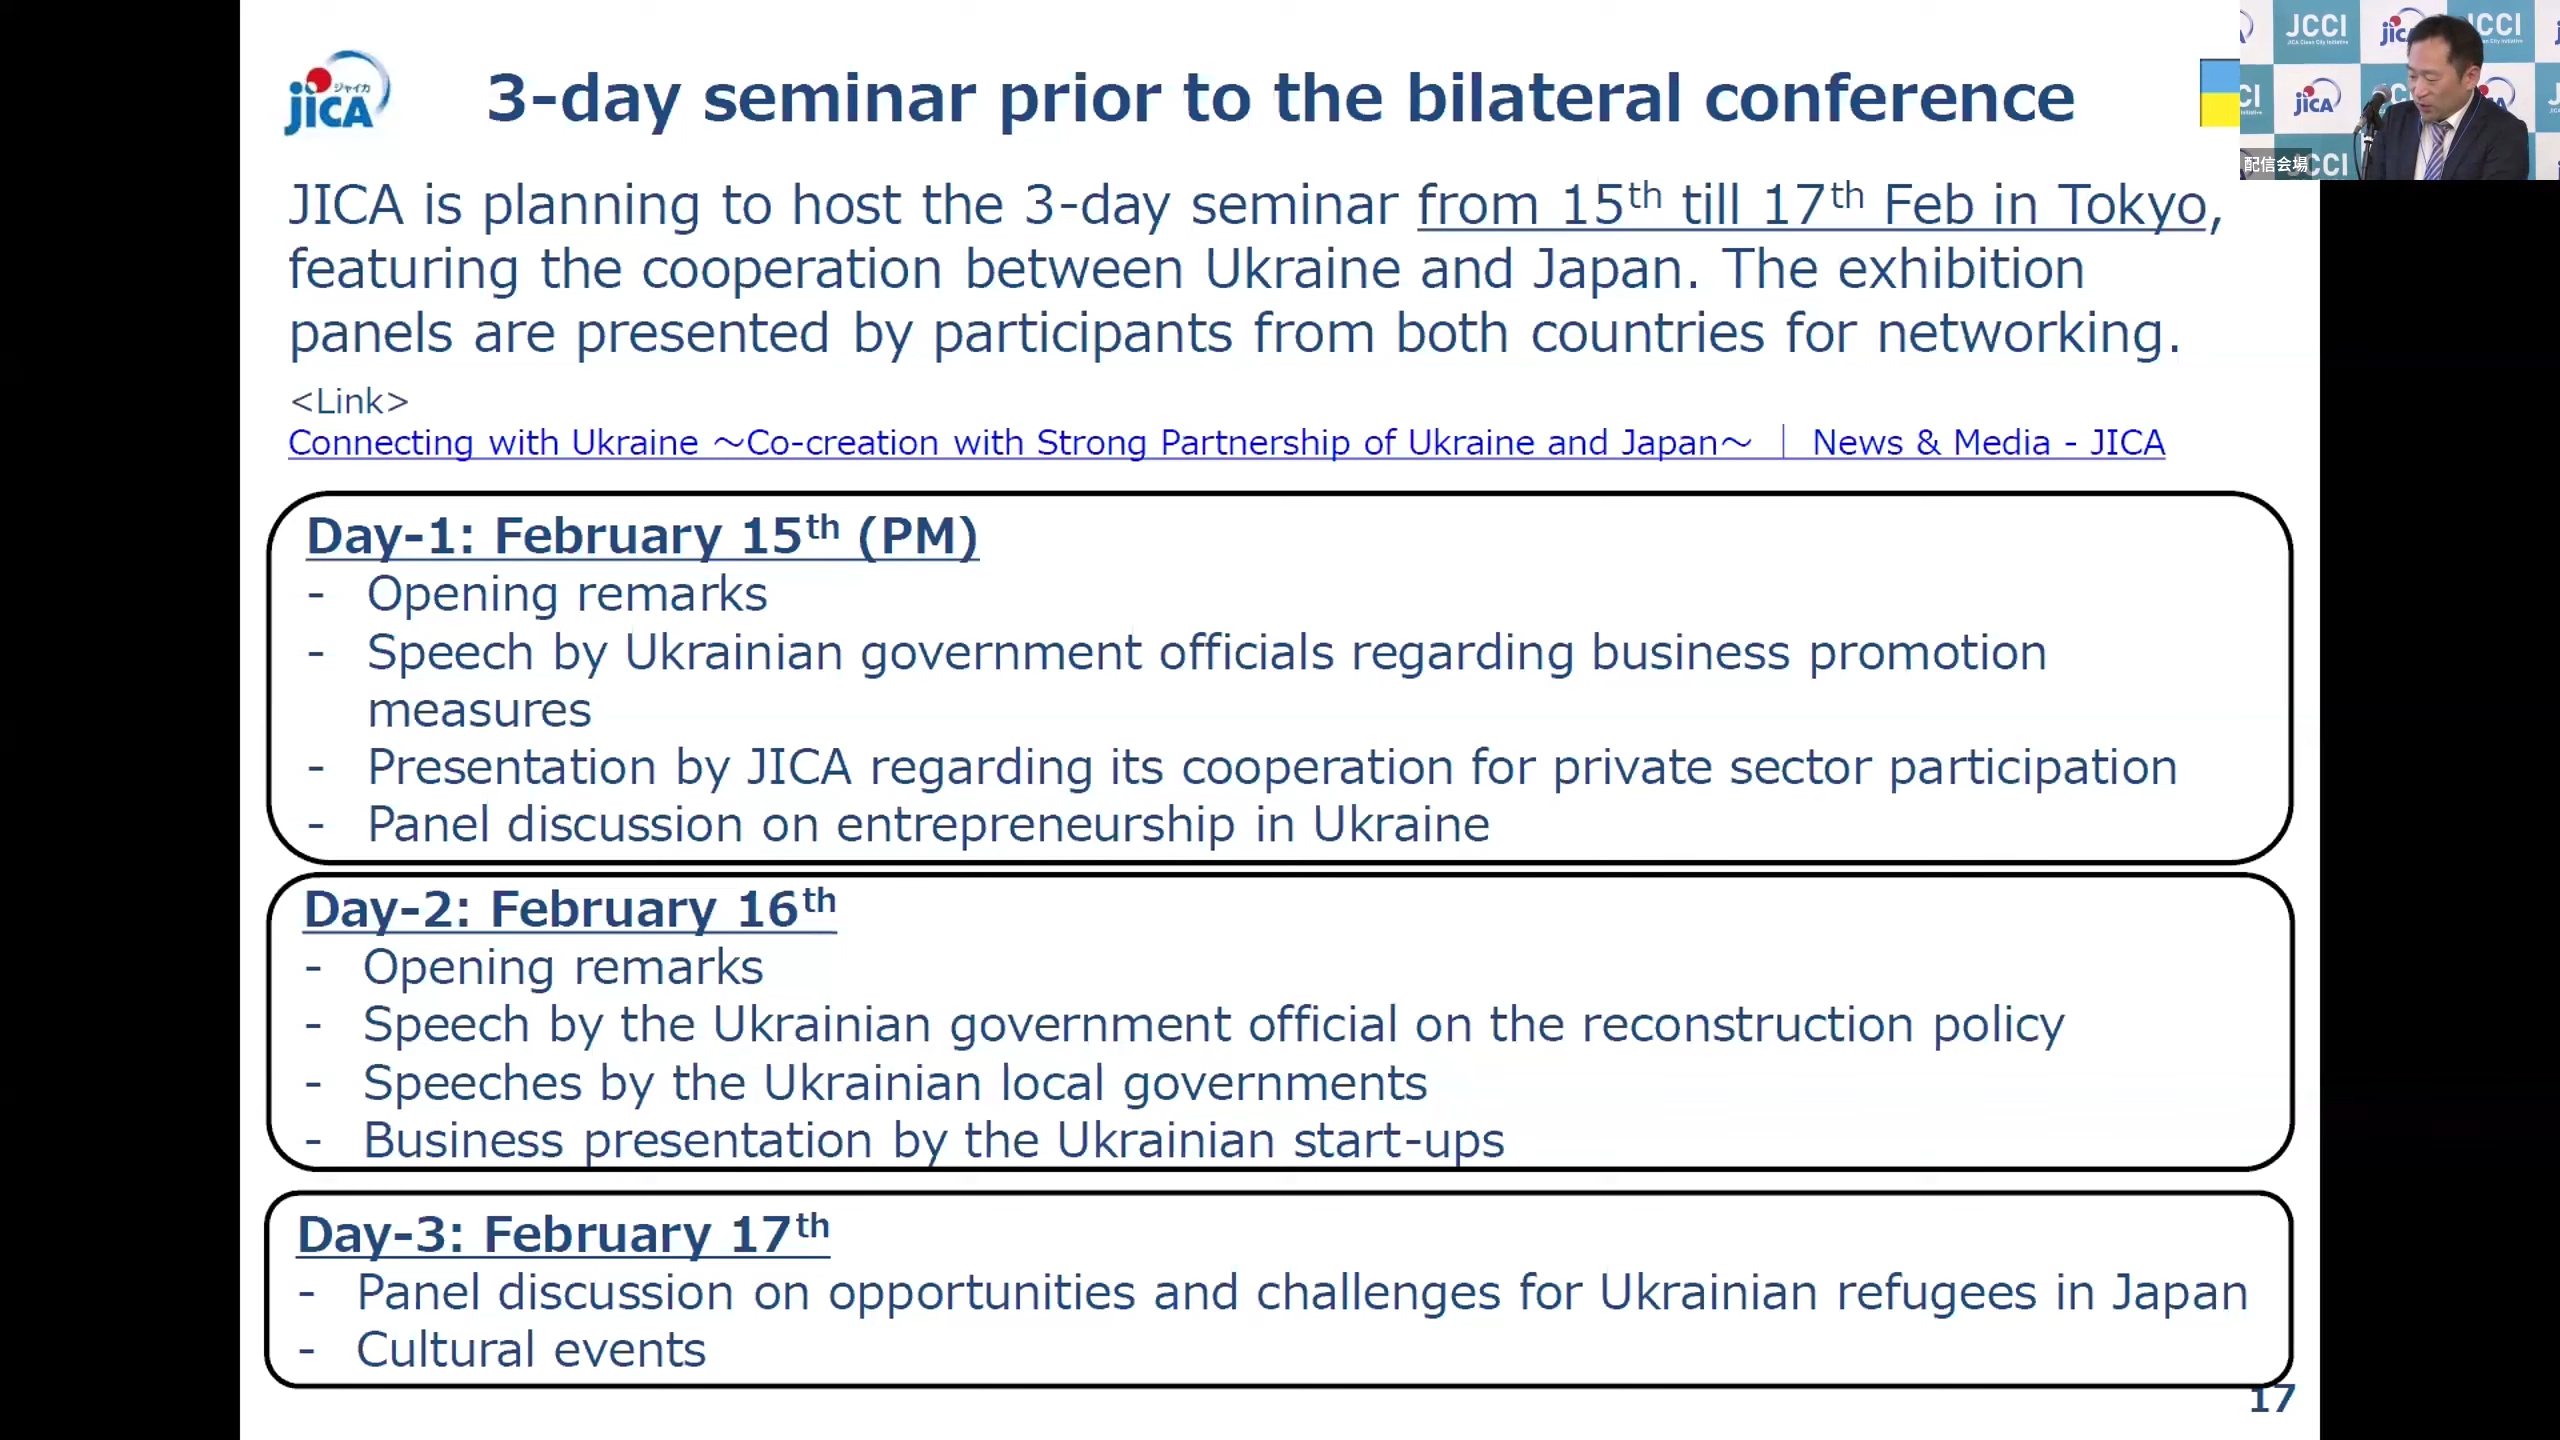 ジャイカ
JICA
3-day seminar prior to the bilateral conference
JICA is planning to host the 3-day seminar from 15th till 17th Feb in Tokyo,
featuring the cooperation between Ukraine and Japan. The exhibition
panels are presented by participants from both countries for networking.
<Link>
Connecting with Ukraine ～Co-creation with Strong Partnership of Ukraine and Japan～ ｜ News & Media - JICA
Day-1: February 15th (PM)
- Opening remarks
- Speech by Ukrainian government officials regarding business promotion
measures
- Presentation by JICA regarding its cooperation for private sector participation
- Panel discussion on entrepreneurship in Ukraine
Day-2: February 16th
- Opening remarks
- Speech by the Ukrainian government official on the reconstruction policy
- Speeches by the Ukrainian local governments
- Business presentation by the Ukrainian start-ups
Day-3: February 17th
- Panel discussion on opportunities and challenges for Ukrainian refugees in Japan
- Cultural events
17
JCCI
JICA Clean City Initiative
jICA
JCCI
CCI
jICA
配信会場
JCCI